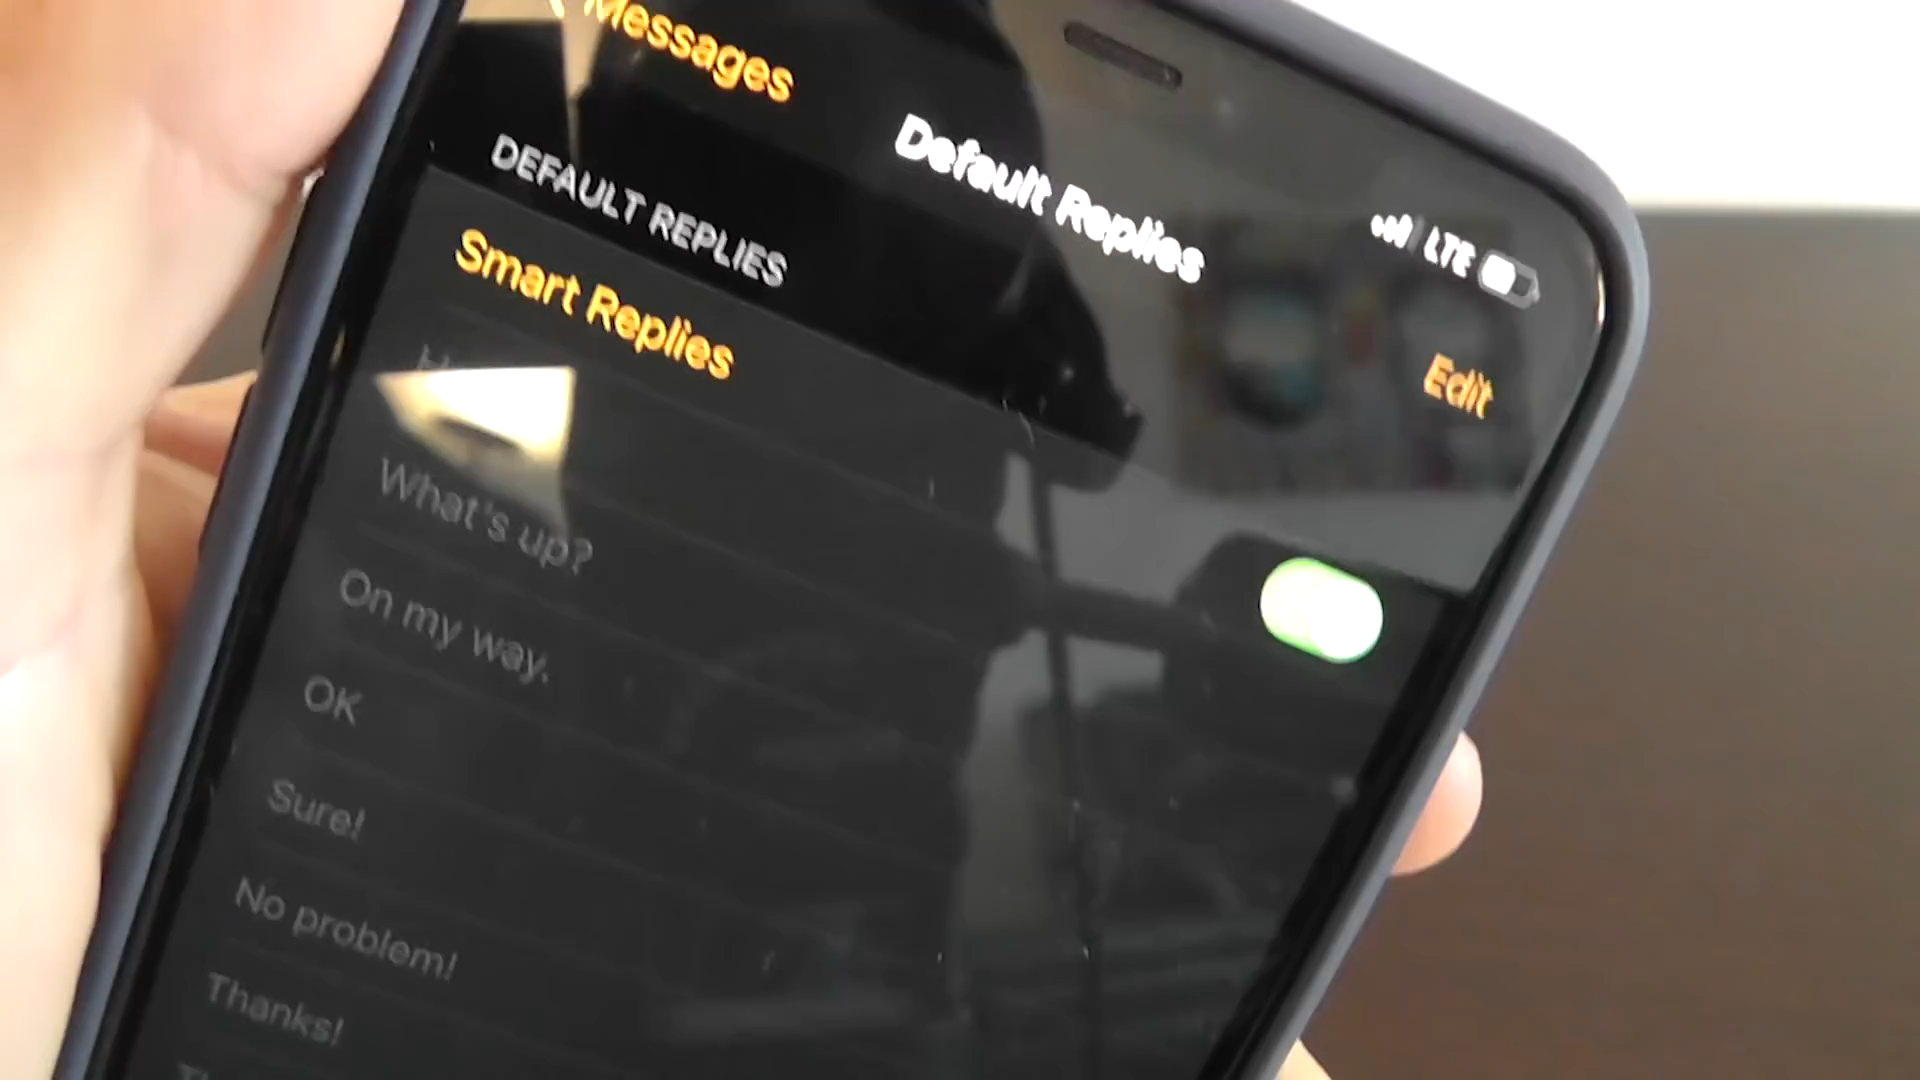 Messages
Default Replies
LTE
Edit
DEFAULT REPLIES
Smart Replies
What's up?
On my way.
OK
Sure!
No problem!
Thanks!